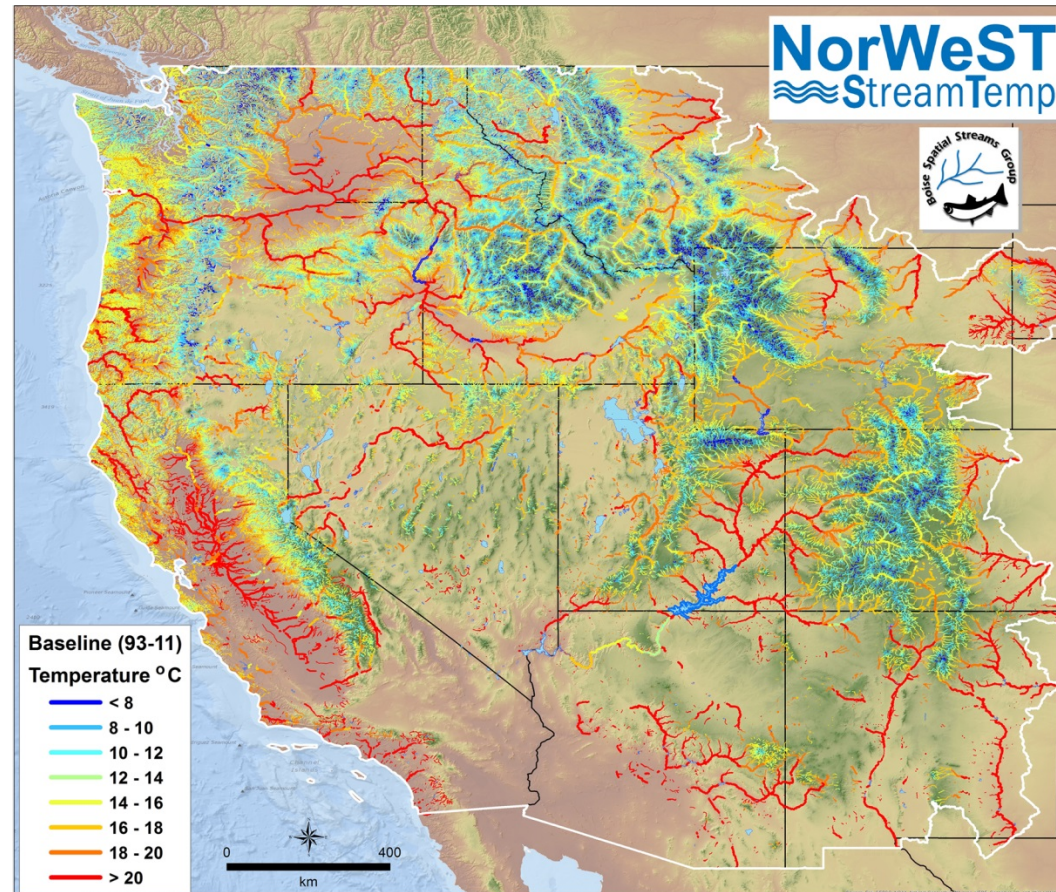 NorWeST
StreamTemp
Boise Spatial Streams Group
Baseline (93-11)
Temperature °C
< 8
8 - 10
10 - 12
12 - 14
14 - 16
16 - 18
18 - 20
> 20
0 400
km